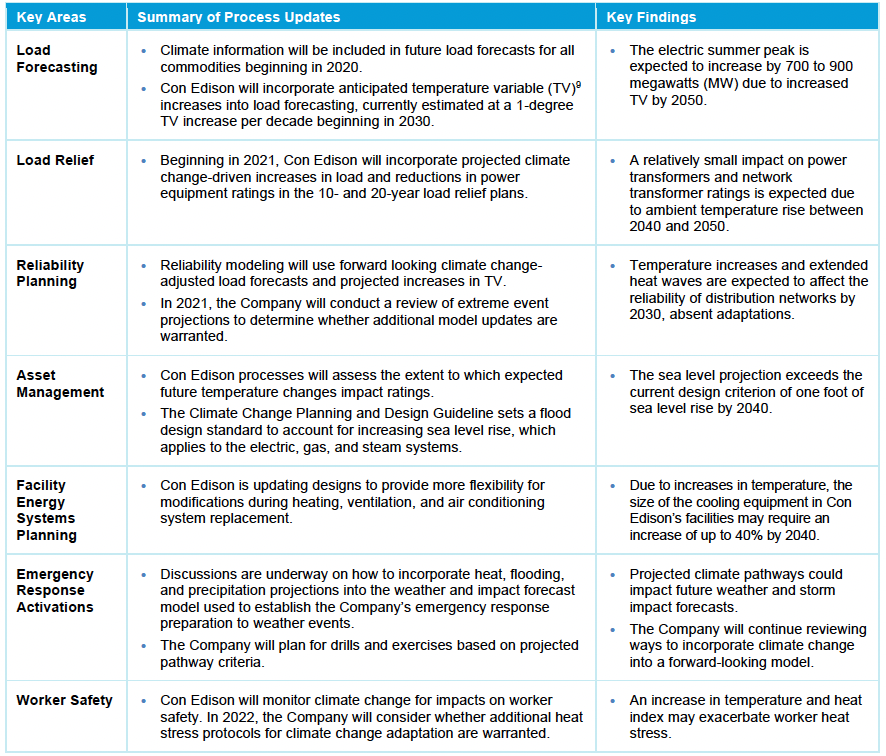 Key Areas
Summary of Process Updates
Key Findings
Load
Forecasting
• Climate information will be included in future load forecasts for all
commodities beginning in 2020.
• Con Edison will incorporate anticipated temperature variable (TV)⁹
increases into load forecasting, currently estimated at a 1-degree
TV increase per decade beginning in 2030.
• The electric summer peak is
expected to increase by 700 to 900
megawatts (MW) due to increased
TV by 2050.
Load Relief
• Beginning in 2021, Con Edison will incorporate projected climate
change-driven increases in load and reductions in power
equipment ratings in the 10- and 20-year load relief plans.
• A relatively small impact on power
transformers and network
transformer ratings is expected due
to ambient temperature rise between
2040 and 2050.
Reliability
Planning
• Reliability modeling will use forward looking climate change-
adjusted load forecasts and projected increases in TV.
• In 2021, the Company will conduct a review of extreme event
projections to determine whether additional model updates are
warranted.
• Temperature increases and extended
heat waves are expected to affect the
reliability of distribution networks by
2030, absent adaptations.
Asset
Management
• Con Edison processes will assess the extent to which expected
future temperature changes impact ratings.
• The Climate Change Planning and Design Guideline sets a flood
design standard to account for increasing sea level rise, which
applies to the electric, gas, and steam systems.
• The sea level projection exceeds the
current design criterion of one foot of
sea level rise by 2040.
Facility
Energy
Systems
Planning
• Con Edison is updating designs to provide more flexibility for
modifications during heating, ventilation, and air conditioning
system replacement.
• Due to increases in temperature, the
size of the cooling equipment in Con
Edison's facilities may require an
increase of up to 40% by 2040.
Emergency
Response
Activations
• Discussions are underway on how to incorporate heat, flooding,
and precipitation projections into the weather and impact forecast
model used to establish the Company's emergency response
preparation to weather events.
• The Company will plan for drills and exercises based on projected
pathway criteria.
• Projected climate pathways could
impact future weather and storm
impact forecasts.
• The Company will continue reviewing
ways to incorporate climate change
into a forward-looking model.
Worker Safety
• Con Edison will monitor climate change for impacts on worker
safety. In 2022, the Company will consider whether additional heat
stress protocols for climate change adaptation are warranted.
• An increase in temperature and heat
index may exacerbate worker heat
stress.